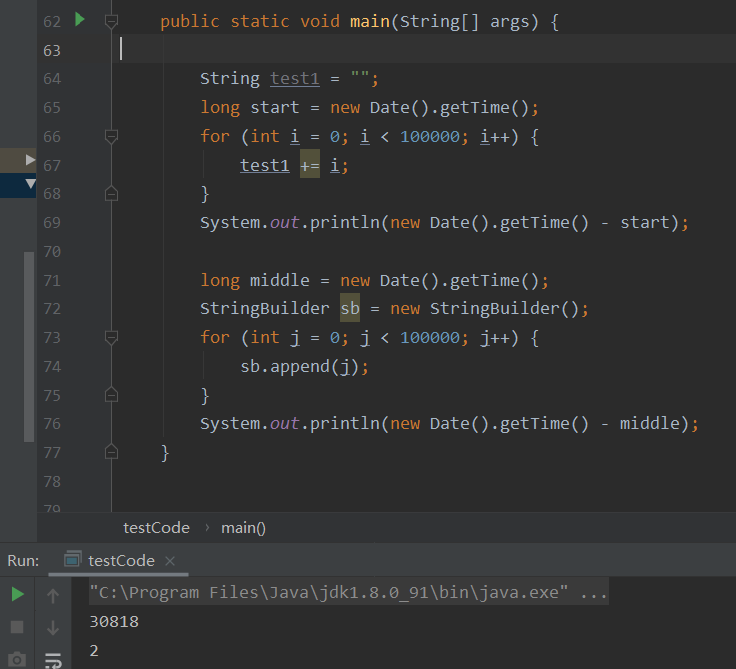 62 public static void main(String[] args) {
63
64 String test1 = "";
65 long start = new Date().getTime();
66 for (int i = 0; i < 100000; i++) {
67 test1 += i;
68 }
69 System.out.println(new Date().getTime() - start);
70
71 long middle = new Date().getTime();
72 StringBuilder sb = new StringBuilder();
73 for (int j = 0; j < 100000; j++) {
74 sb.append(j);
75 }
76 System.out.println(new Date().getTime() - middle);
77 }
78
79
testCode › main()
Run: testCode ×
"C:\Program Files\Java\jdk1.8.0_91\bin\java.exe" ...
30818
2